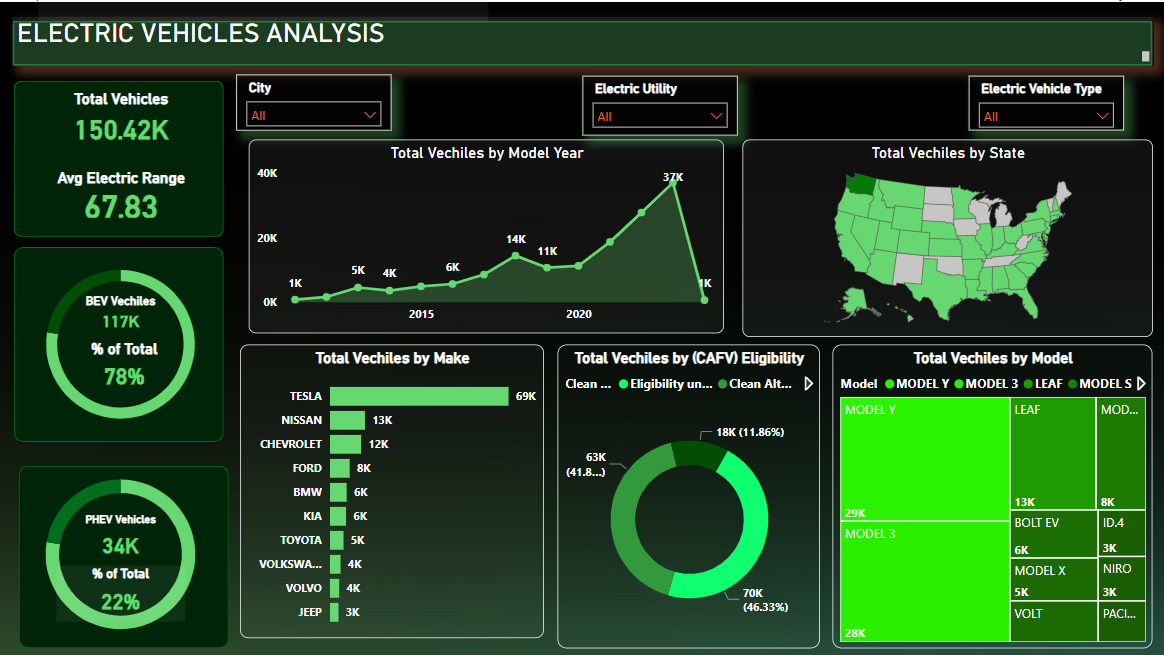 ELECTRIC VEHICLES ANALYSIS
Total Vehicles
150.42K
Avg Electric Range
67.83
City
All
Electric Utility
All
Electric Vehicle Type
All
BEV Vechiles
117K
% of Total
78%
PHEV Vehicles
34K
% of Total
22%
Total Vechiles by Model Year
40K
20K
0K
1K
5K
4K
6K
14K
11K
37K
1K
2015
2020
Total Vechiles by State
Total Vechiles by Make
TESLA 69K
NISSAN 13K
CHEVROLET 12K
FORD 8K
BMW 6K
KIA 6K
TOYOTA 5K
VOLKSWA... 4K
VOLVO 4K
JEEP 3K
Total Vechiles by (CAFV) Eligibility
Clean ... Eligibility un... Clean Alt...
18K (11.86%)
63K
(41.8...)
70K
(46.33%)
Total Vechiles by Model
Model MODEL Y MODEL 3 LEAF MODEL S
MODEL Y
29K
MODEL 3
28K
LEAF
13K
MOD...
8K
BOLT EV
6K
ID.4
3K
MODEL X
5K
NIRO
3K
VOLT
PACI...